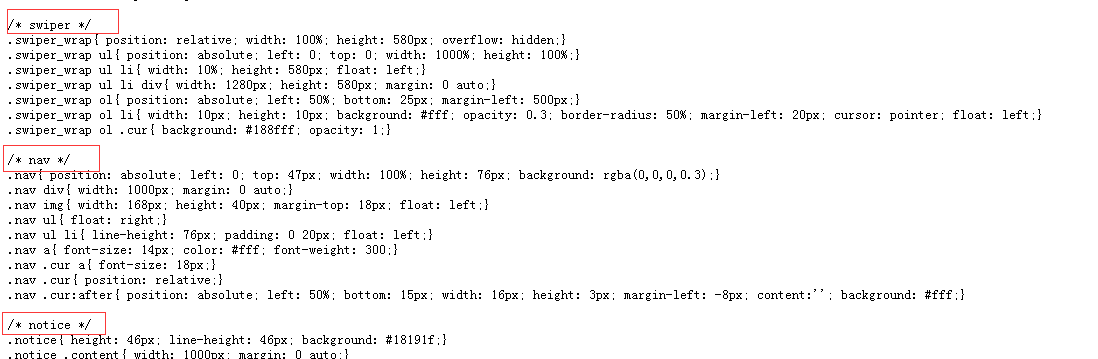 /* swiper */
.swiper_wrap{ position: relative; width: 100%; height: 580px; overflow: hidden;}
.swiper_wrap ul{ position: absolute; left: 0; top: 0; width: 1000%; height: 100%;}
.swiper_wrap ul li{ width: 10%; height: 580px; float: left;}
.swiper_wrap ul li div{ width: 1280px; height: 580px; margin: 0 auto;}
.swiper_wrap ol{ position: absolute; left: 50%; bottom: 25px; margin-left: 500px;}
.swiper_wrap ol li{ width: 10px; height: 10px; background: #fff; opacity: 0.3; border-radius: 50%; margin-left: 20px; cursor: pointer; float: left;}
.swiper_wrap ol .cur{ background: #188fff; opacity: 1;}
/* nav */
.nav{ position: absolute; left: 0; top: 47px; width: 100%; height: 76px; background: rgba(0,0,0,0.3);}
.nav div{ width: 1000px; margin: 0 auto;}
.nav img{ width: 168px; height: 40px; margin-top: 18px; float: left;}
.nav ul{ float: right;}
.nav ul li{ line-height: 76px; padding: 0 20px; float: left;}
.nav a{ font-size: 14px; color: #fff; font-weight: 300;}
.nav .cur a{ font-size: 18px;}
.nav .cur{ position: relative;}
.nav .cur:after{ position: absolute; left: 50%; bottom: 15px; width: 16px; height: 3px; margin-left: -8px; content:''; background: #fff;}
/* notice */
.notice{ height: 46px; line-height: 46px; background: #18191f;}
.notice .content{ width: 1000px; margin: 0 auto;}